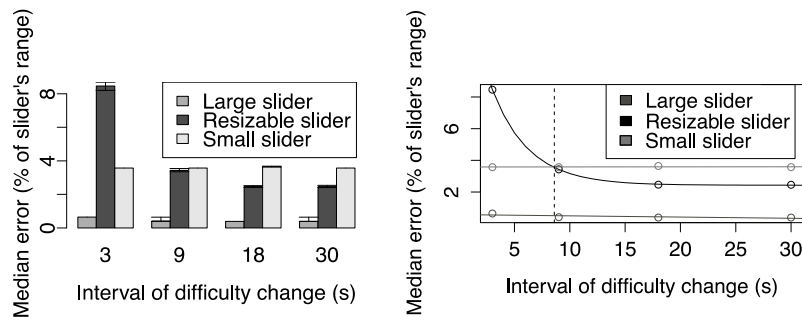 Median error (% of slider's range)
8
4
0
Large slider
Resizable slider
Small slider
3 9 18 30
Interval of difficulty change (s)
Median error (% of slider's range)
6
2
Large slider
Resizable slider
Small slider
5 10 15 20 25 30
Interval of difficulty change (s)